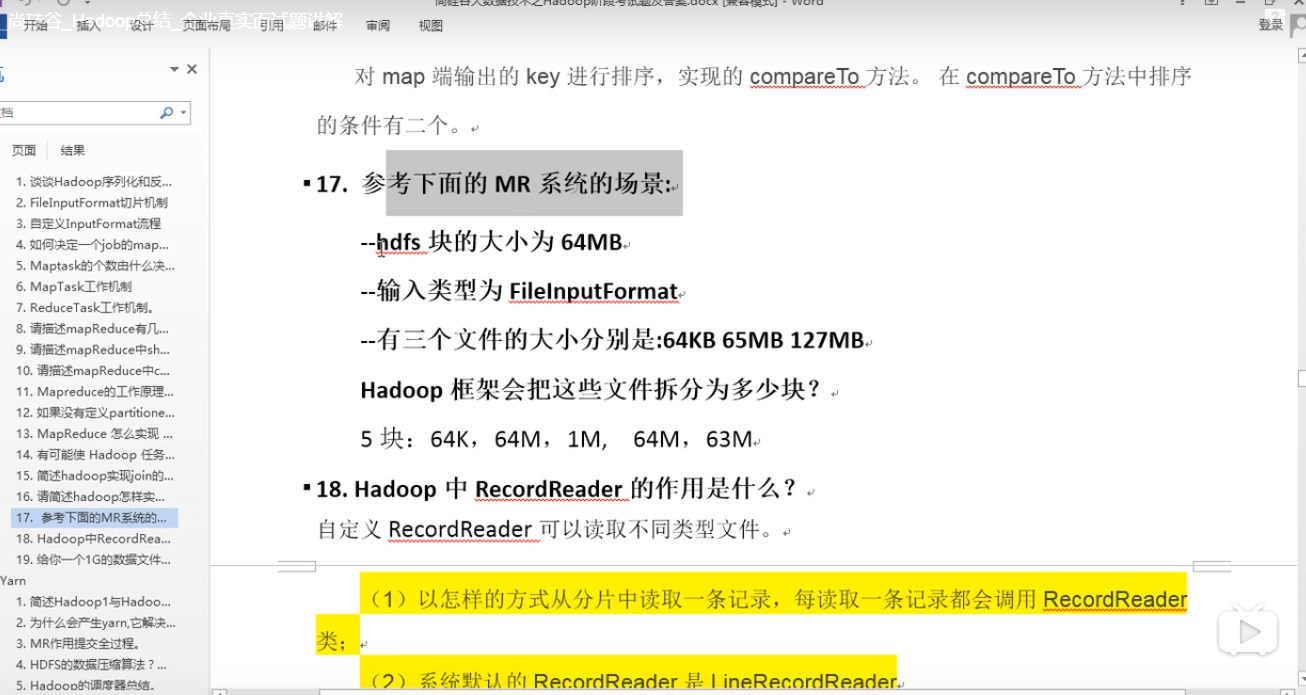 尚硅谷大数据技术之Hadoop阶段考试题及答案.docx [兼容模式] - Word
尚硅谷_Hadoop总结_企业真实面试题讲解
开始 插入 设计 页面布局 引用 邮件 审阅 视图
登录
页面 结果
1. 谈谈Hadoop序列化和反...
2. FileInputFormat切片机制
3. 自定义InputFormat流程
4. 如何决定一个job的map...
5. Maptask的个数由什么决...
6. MapTask工作机制
7. ReduceTask工作机制。
8. 请描述mapReduce有几...
9. 请描述mapReduce中sh...
10. 请描述mapReduce中c...
11. Mapreduce的工作原理...
12. 如果没有定义partitione...
13. MapReduce 怎么实现 ...
14. 有可能使 Hadoop 任务...
15. 简述hadoop实现join的...
16. 请简述hadoop怎样实...
17. 参考下面的MR系统的...
18. Hadoop中RecordRea...
19. 给你一个1G的数据文件...
Yarn
1. 简述Hadoop1与Hadoo...
2. 为什么会产生yarn,它解决...
3. MR作用提交全过程。
4. HDFS的数据压缩算法？...
5. Hadoop的调度器总结。
对 map 端输出的 key 进行排序，实现的 compareTo 方法。 在 compareTo 方法中排序
的条件有二个。
17. 参考下面的 MR 系统的场景:
--hdfs 块的大小为 64MB
--输入类型为 FileInputFormat
--有三个文件的大小分别是:64KB 65MB 127MB
Hadoop 框架会把这些文件拆分为多少块？
5 块：64K，64M，1M， 64M，63M
18. Hadoop 中 RecordReader 的作用是什么？
自定义 RecordReader 可以读取不同类型文件。
（1）以怎样的方式从分片中读取一条记录，每读取一条记录都会调用 RecordReader
类；
（2）系统默认的 RecordReader 是 LineRecordReader